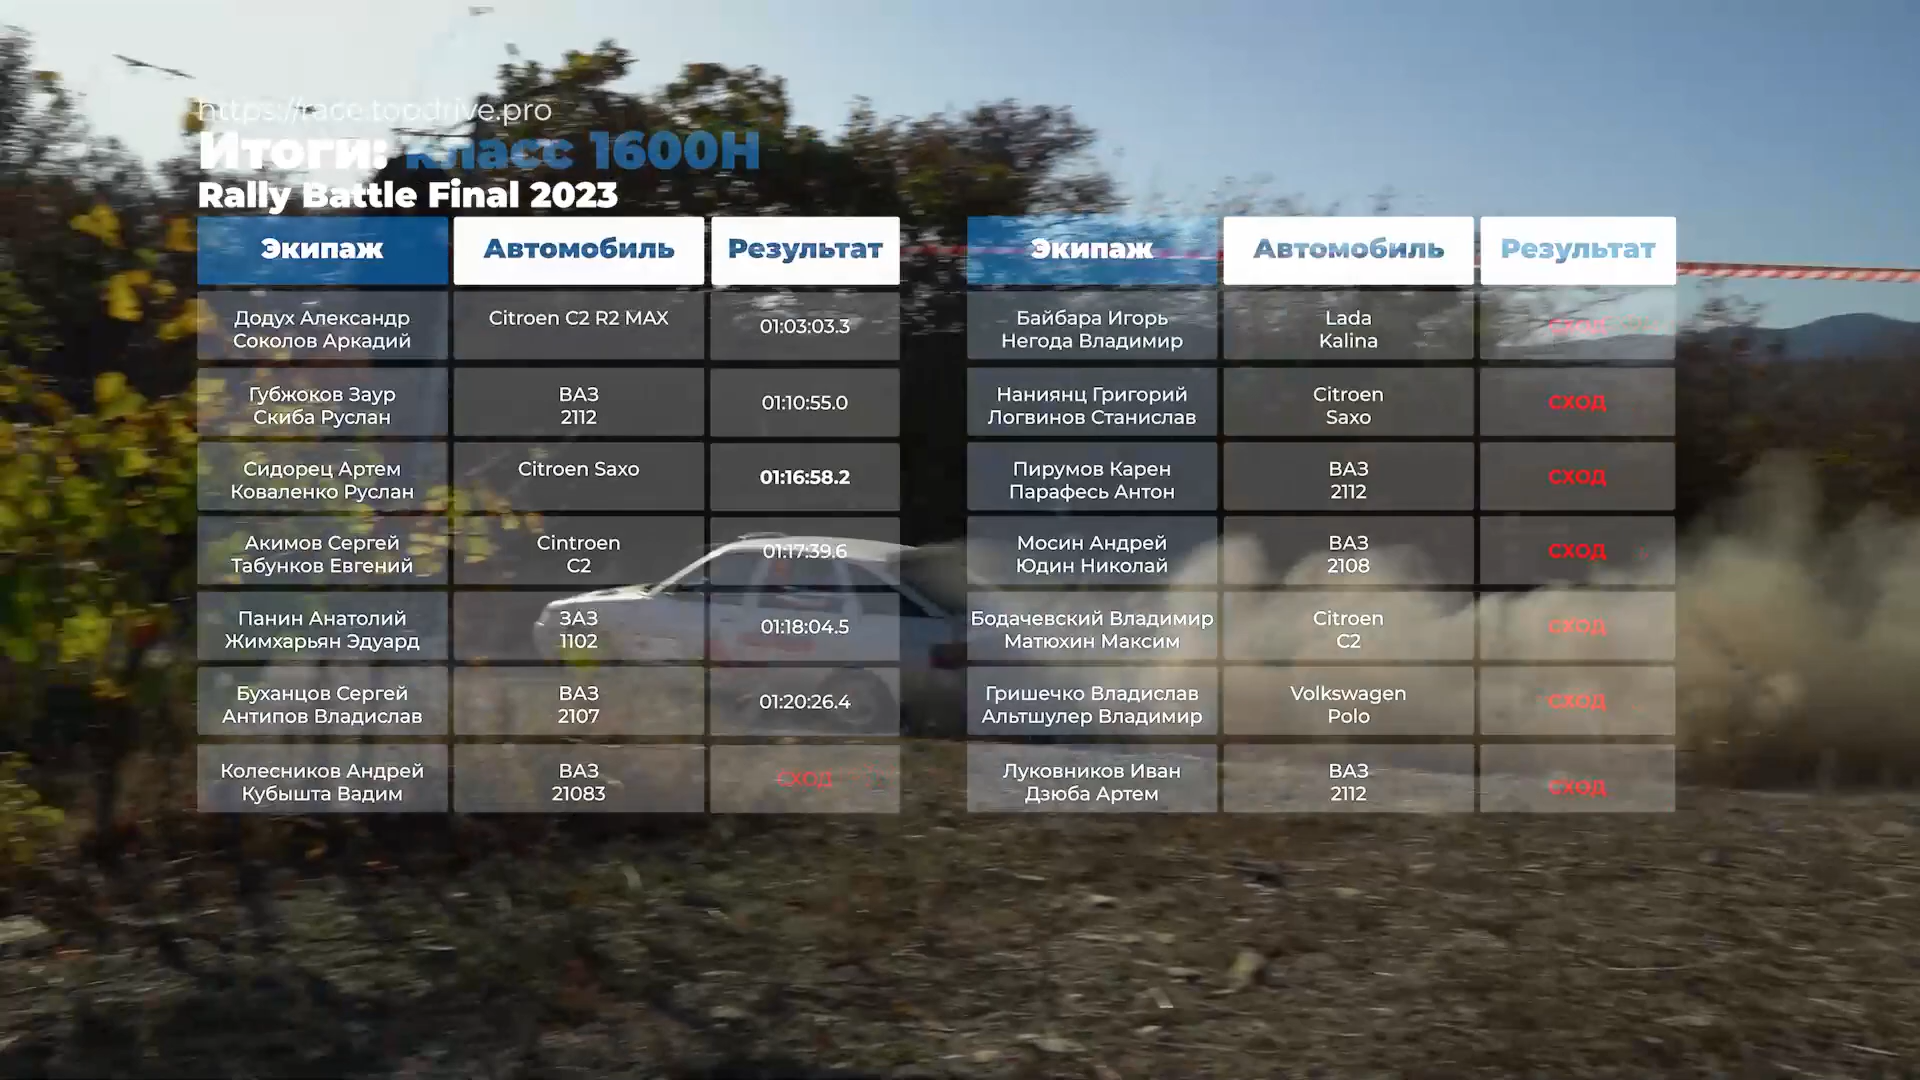 https://race.topdrive.pro
Итоги: класс 1600Н
Rally Battle Final 2023
Экипаж Автомобиль Результат
Додух Александр
Соколов Аркадий
Citroen C2 R2 MAX
01:03:03.3
Губжоков Заур
Скиба Руслан
ВАЗ
2112
01:10:55.0
Сидорец Артем
Коваленко Руслан
Citroen Saxo
01:16:58.2
Акимов Сергей
Табунков Евгений
Cintroen
C2
01:17:39.6
Панин Анатолий
Жимхарьян Эдуард
ЗАЗ
1102
01:18:04.5
Буханцов Сергей
Антипов Владислав
ВАЗ
2107
01:20:26.4
Колесников Андрей
Кубышта Вадим
ВАЗ
21083
СХОД
Экипаж Автомобиль Результат
Байбара Игорь
Негода Владимир
Lada
Kalina
СХОД
Наниянц Григорий
Логвинов Станислав
Citroen
Saxo
СХОД
Пирумов Карен
Парафесь Антон
ВАЗ
2112
СХОД
Мосин Андрей
Юдин Николай
ВАЗ
2108
СХОД
Бодачевский Владимир
Матюхин Максим
Citroen
C2
СХОД
Гришечко Владислав
Альтшулер Владимир
Volkswagen
Polo
СХОД
Луковников Иван
Дзюба Артем
ВАЗ
2112
СХОД